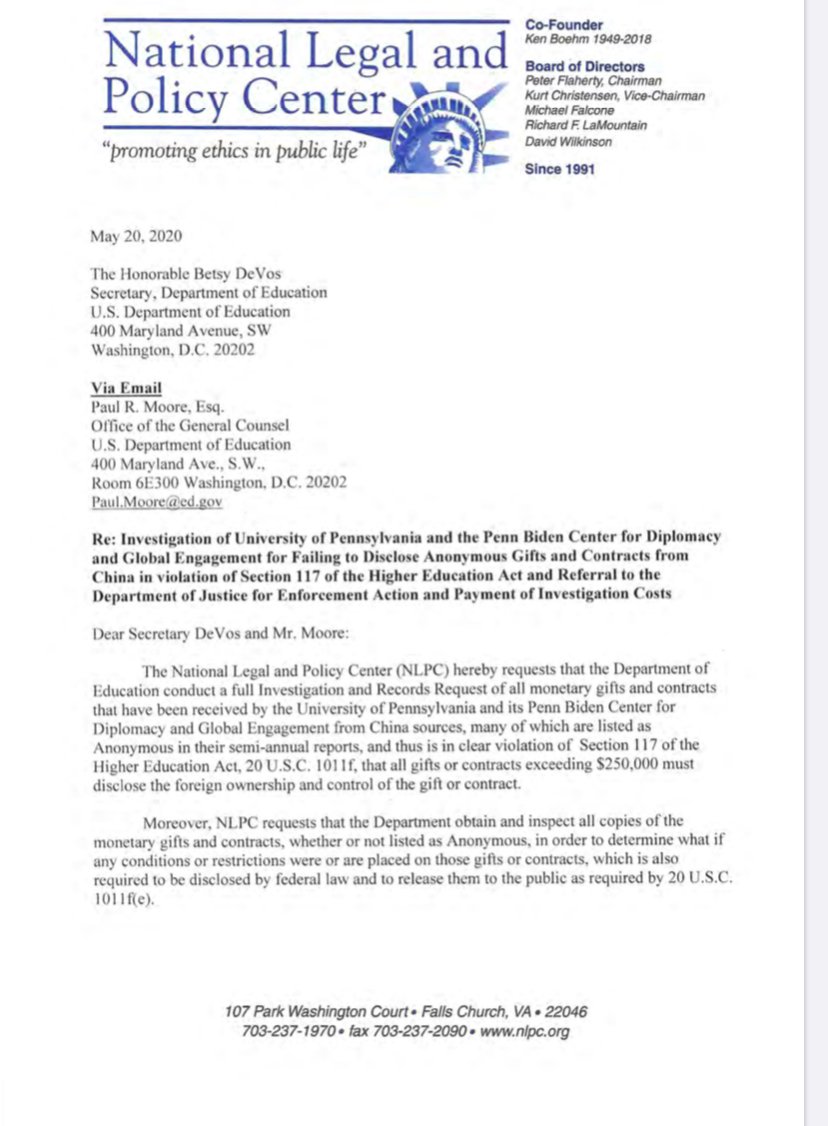 National Legal and
Policy Center
"promoting ethics in public life"
Co-Founder
Ken Boehm 1949-2018
Board of Directors
Peter Flaherty, Chairman
Kurt Christensen, Vice-Chairman
Michael Falcone
Richard F. LaMountain
David Wilkinson
Since 1991
May 20, 2020
The Honorable Betsy DeVos
Secretary, Department of Education
U.S. Department of Education
400 Maryland Avenue, SW
Washington, D.C. 20202
Via Email
Paul R. Moore, Esq.
Office of the General Counsel
U.S. Department of Education
400 Maryland Ave., S.W.,
Room 6E300 Washington, D.C. 20202
Paul.Moore@ed.gov
Re: Investigation of University of Pennsylvania and the Penn Biden Center for Diplomacy
and Global Engagement for Failing to Disclose Anonymous Gifts and Contracts from
China in violation of Section 117 of the Higher Education Act and Referral to the
Department of Justice for Enforcement Action and Payment of Investigation Costs
Dear Secretary DeVos and Mr. Moore:
The National Legal and Policy Center (NLPC) hereby requests that the Department of
Education conduct a full Investigation and Records Request of all monetary gifts and contracts
that have been received by the University of Pennsylvania and its Penn Biden Center for
Diplomacy and Global Engagement from China sources, many of which are listed as
Anonymous in their semi-annual reports, and thus is in clear violation of Section 117 of the
Higher Education Act, 20 U.S.C. 1011f, that all gifts or contracts exceeding $250,000 must
disclose the foreign ownership and control of the gift or contract.
Moreover, NLPC requests that the Department obtain and inspect all copies of the
monetary gifts and contracts, whether or not listed as Anonymous, in order to determine what if
any conditions or restrictions were or are placed on those gifts or contracts, which is also
required to be disclosed by federal law and to release them to the public as required by 20 U.S.C.
1011f(e).
107 Park Washington Court • Falls Church, VA • 22046
703-237-1970 • fax 703-237-2090 • www.nlpc.org